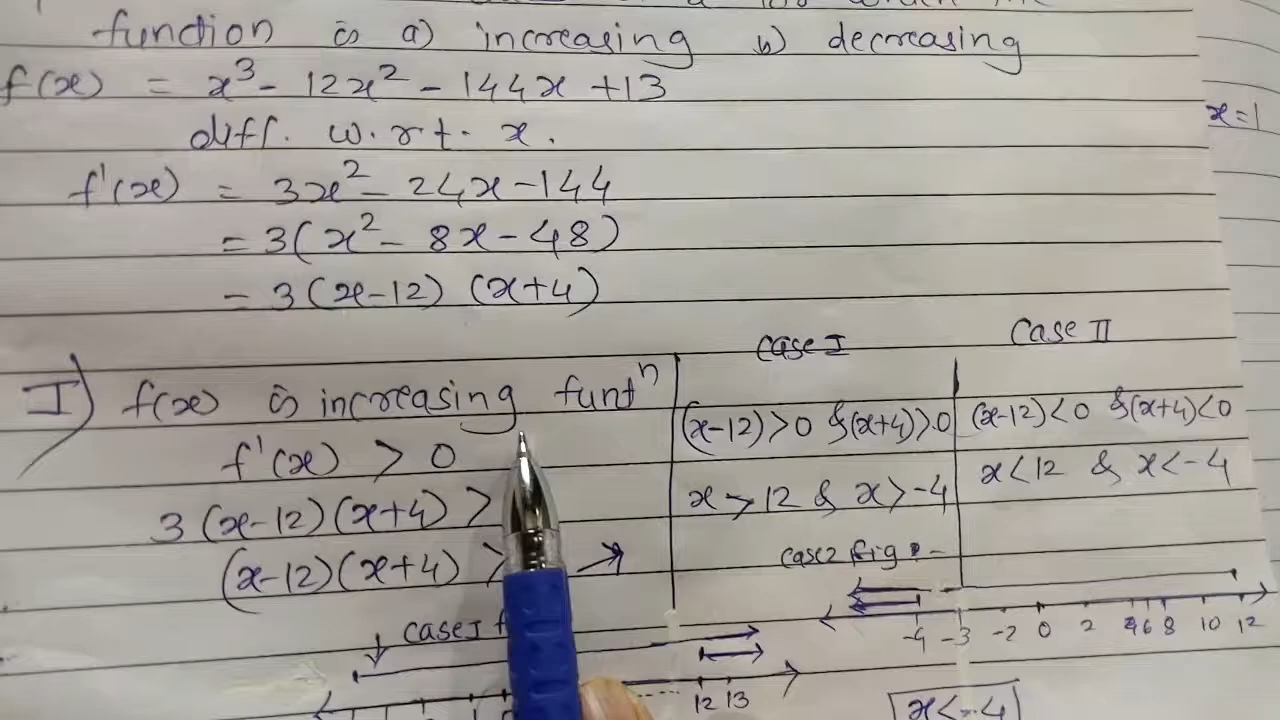 function is a) increasing b) decreasing
f(x) = x³ - 12x² - 144x + 13
diff. w.r.t. x.
x = 1
f'(x) = 3x² - 24x - 144
= 3(x² - 8x - 48)
= 3(x-12) (x+4)
I) f(x) is increasing funtⁿ
f'(x) > 0
3(x-12)(x+4) >
(x-12)(x+4) > →
case I
(x-12)>0 &(x+4)>0
x > 12 & x > -4
case II
(x-12)<0 &(x+4)<0
x < 12 & x < -4
case2 fig -
-4 -3 -2 0 2 4 6 8 10 12
case I
12 13
x < -4